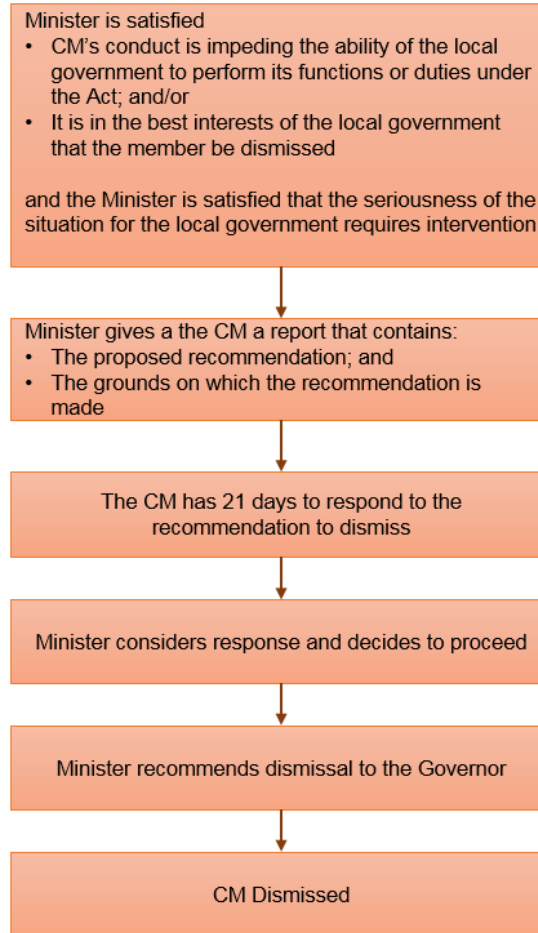 Minister is satisfied
• CM's conduct is impeding the ability of the local
government to perform its functions or duties under
the Act; and/or
• It is in the best interests of the local government
that the member be dismissed
and the Minister is satisfied that the seriousness of the
situation for the local government requires intervention
Minister gives a the CM a report that contains:
• The proposed recommendation; and
• The grounds on which the recommendation is
made
The CM has 21 days to respond to the
recommendation to dismiss
Minister considers response and decides to proceed
Minister recommends dismissal to the Governor
CM Dismissed